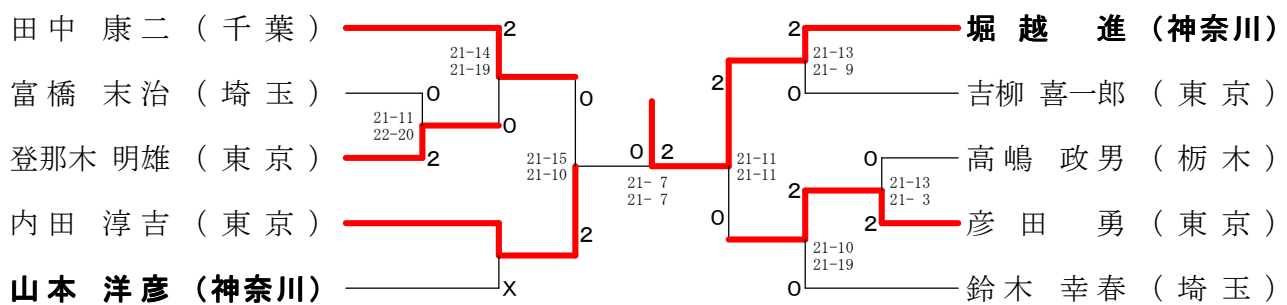 田中 康二 ( 千 葉 ) 2 2 堀 越 進 (神奈川)
21-14 21-13
21-19 21- 9
富橋 末治 ( 埼 玉 ) 0 0 2 0 吉柳 喜一郎 ( 東 京 )
21-11
22-20 0
登那木 明雄 ( 東 京 ) 2 21-15 0 2 21-11 0 高嶋 政男 ( 栃 木 )
21-10 21-11
21- 7 21-13
21- 7 2 21- 3
内田 淳吉 ( 東 京 ) 2 0 2 彦 田 勇 ( 東 京 )
21-10
21-19
山本 洋彦 (神奈川) X 0 鈴木 幸春 ( 埼 玉 )